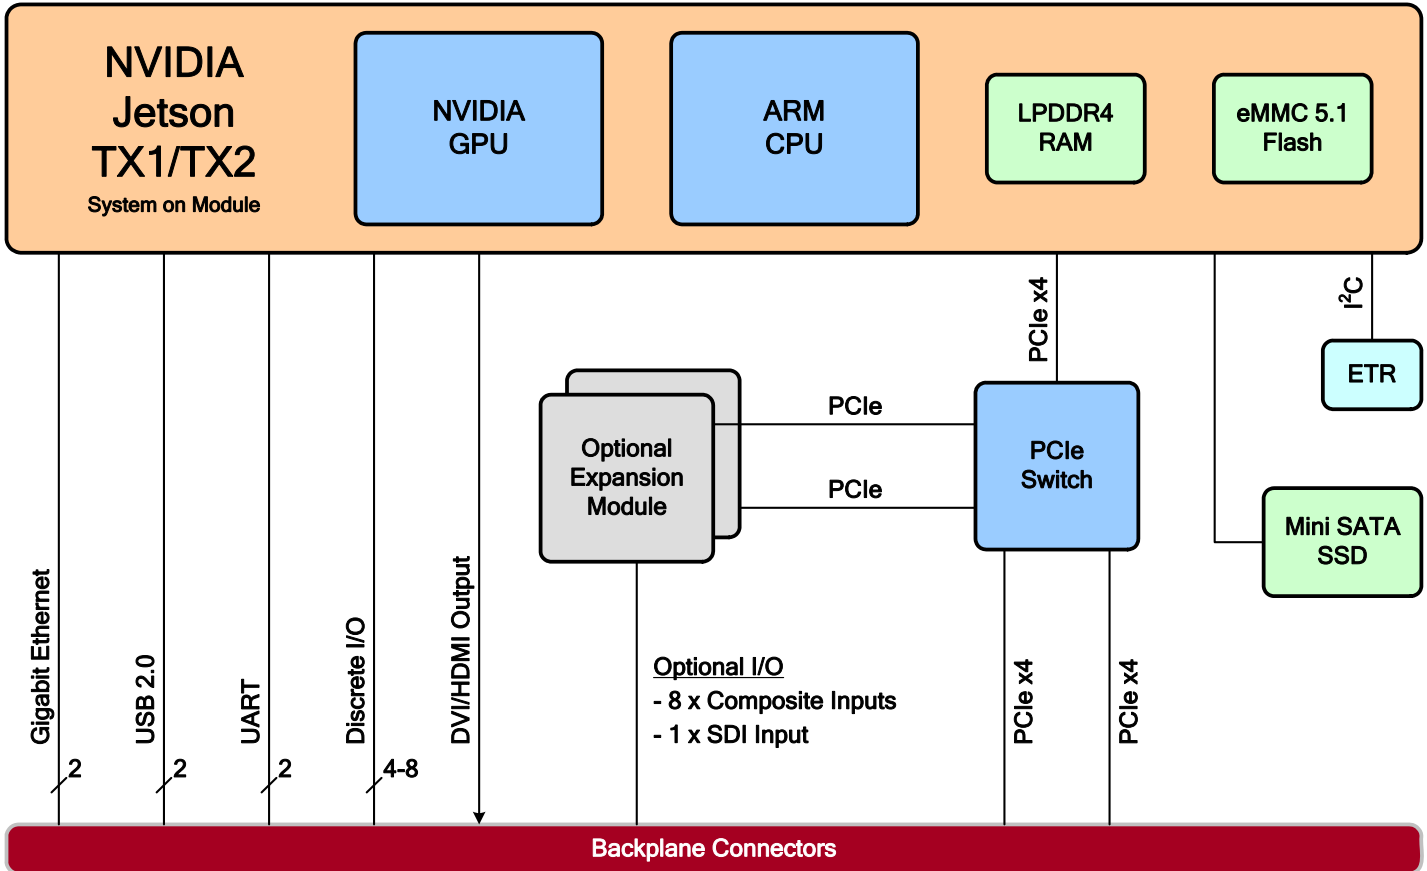 NVIDIA
Jetson
TX1/TX2
System on Module
NVIDIA
GPU
ARM
CPU
LPDDR4
RAM
eMMC 5.1
Flash
PCIe x4
I²C
ETR
PCIe
PCIe
Optional
Expansion
Module
PCIe
Switch
Mini SATA
SSD
Gigabit Ethernet
USB 2.0
UART
Discrete I/O
DVI/HDMI Output
Optional I/O
- 8 x Composite Inputs
- 1 x SDI Input
PCIe x4
PCIe x4
2
2
2
4-8
Backplane Connectors